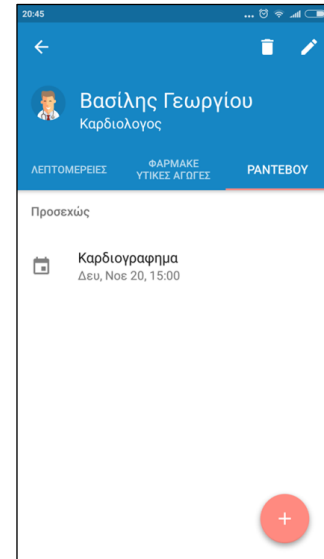 20:45
Βασίλης Γεωργίου
Καρδιολογος
ΛΕΠΤΟΜΕΡΕΙΕΣ
ΦΑΡΜΑΚΕ
ΥΤΙΚΕΣ ΑΓΩΓΕΣ
ΡΑΝΤΕΒΟΥ
Προσεχώς
Καρδιογραφημα
Δευ, Νοε 20, 15:00